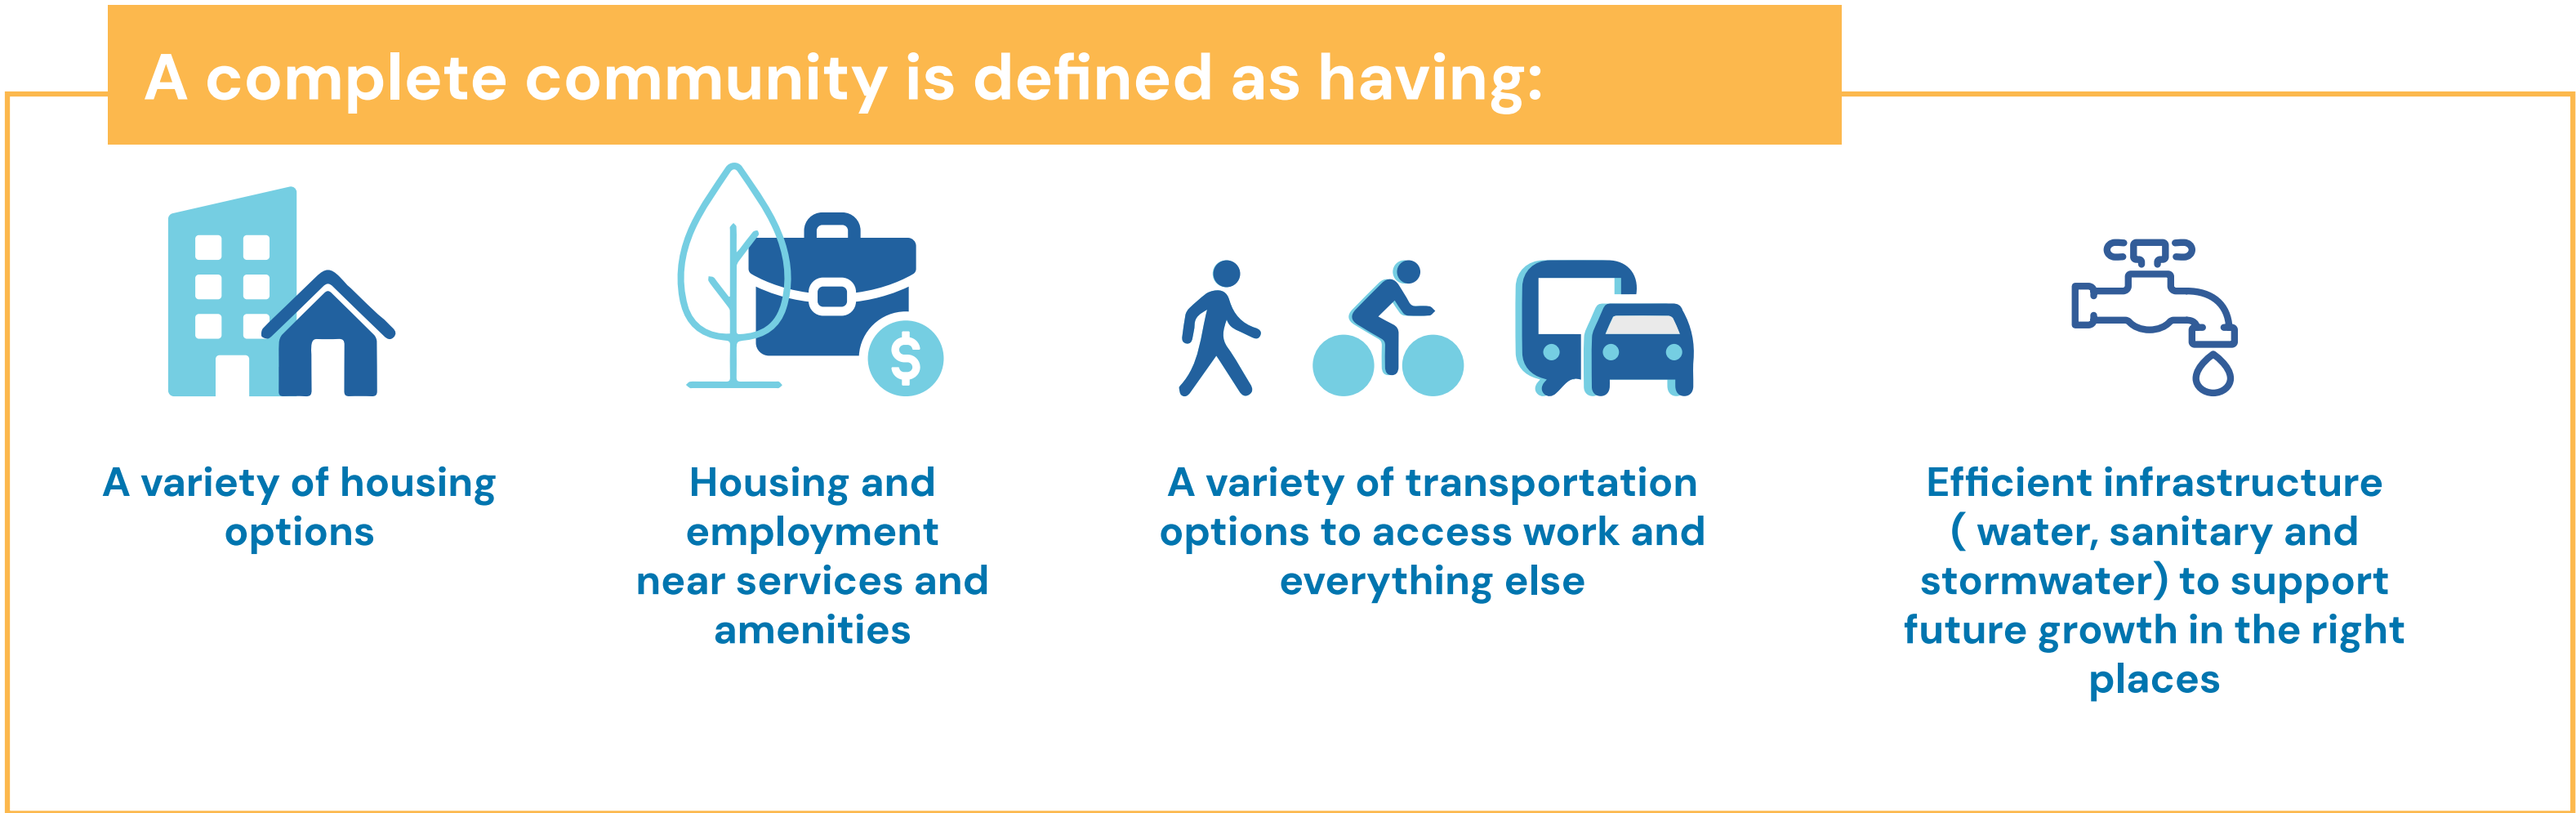 A complete community is defined as having:
A variety of housing
options
Housing and
employment
near services and
amenities
A variety of transportation
options to access work and
everything else
Efficient infrastructure
( water, sanitary and
stormwater) to support
future growth in the right
places
$